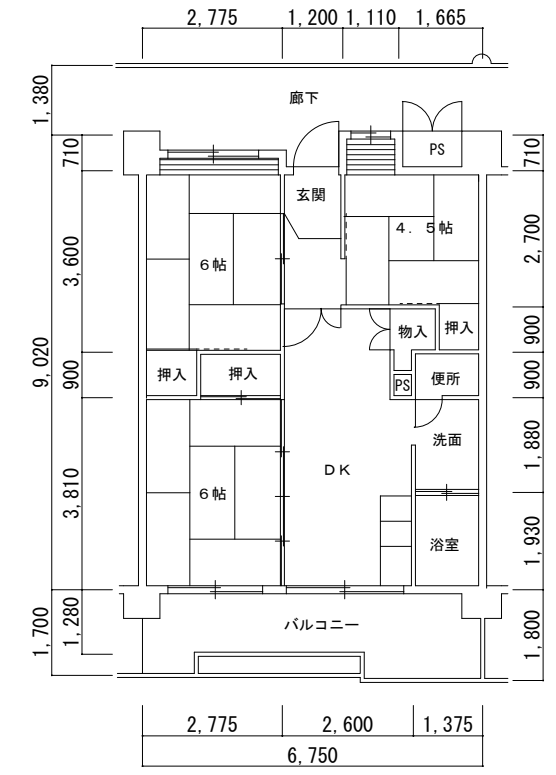 2,775
1,200
1,110
1,665
1,380
廊下
710
PS
710
玄関
4.5帖
6帖
3,600
2,700
物入
押入
900
9,020
900
押入
押入
PS
便所
900
洗面
1,880
DK
3,810
6帖
浴室
1,930
1,700
1,280
バルコニー
1,800
2,775
2,600
1,375
6,750